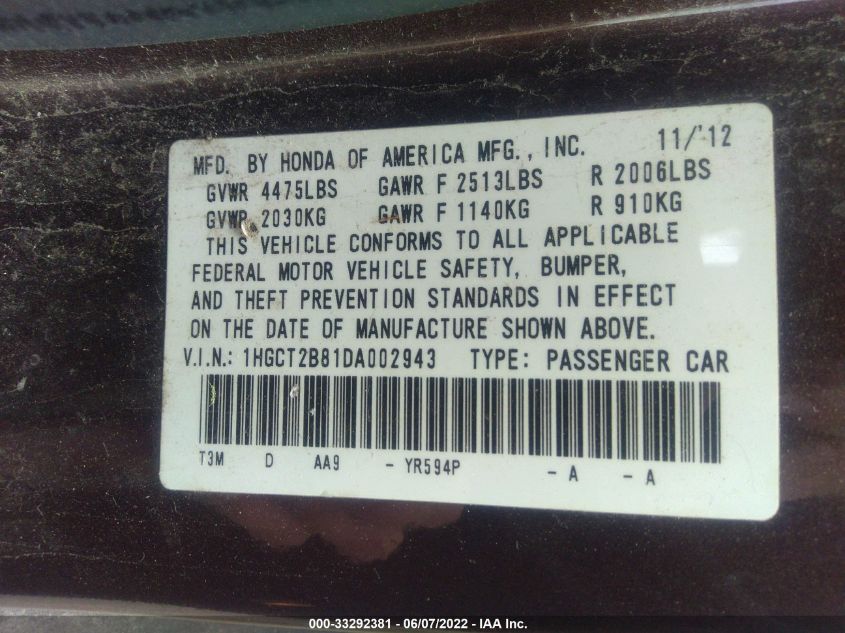 MFD. BY HONDA OF AMERICA MFG., INC. 11/'12
GVWR 4475LBS GAWR F 2513LBS R 2006LBS
GVWR 2030KG GAWR F 1140KG R 910KG
THIS VEHICLE CONFORMS TO ALL APPLICABLE
FEDERAL MOTOR VEHICLE SAFETY, BUMPER,
AND THEFT PREVENTION STANDARDS IN EFFECT
ON THE DATE OF MANUFACTURE SHOWN ABOVE.
V.I.N.: 1HGCT2B81DA002943 TYPE: PASSENGER CAR
T3M D AA9 - YR594P - A - A
000-33292381 - 06/07/2022 - IAA Inc.